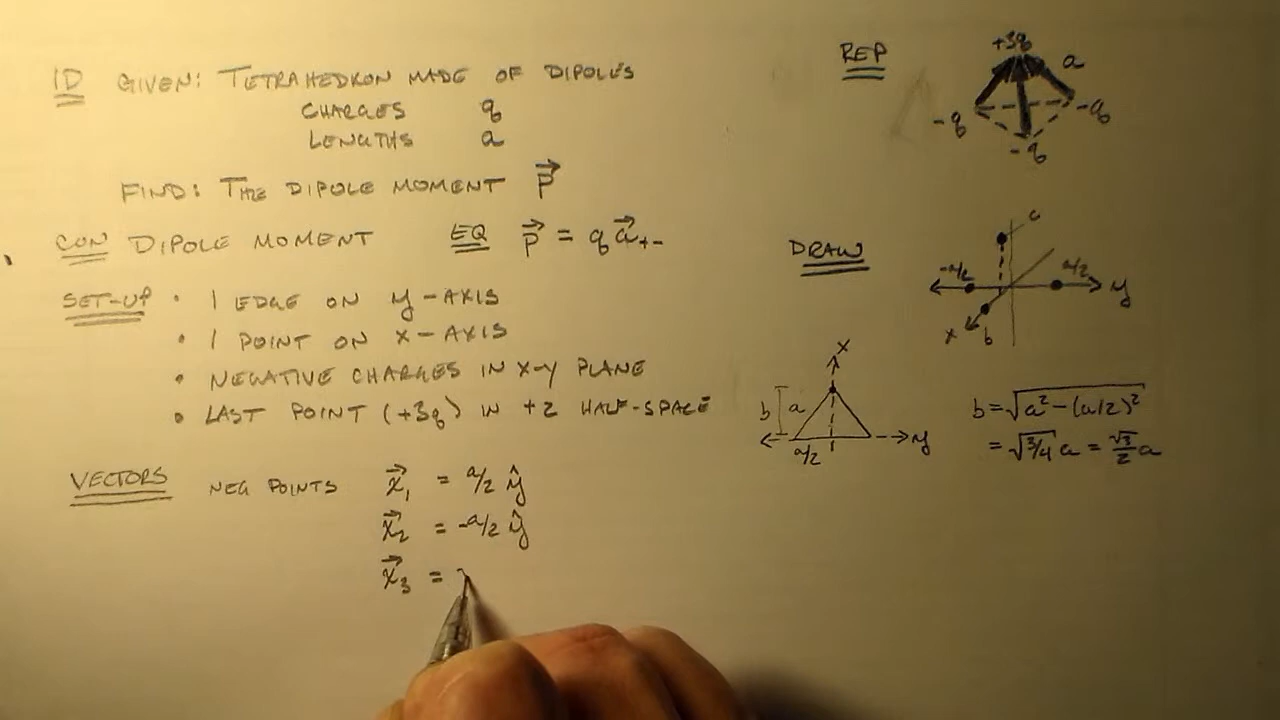 ID GIVEN: TETRAHEDRON MADE OF DIPOLES
CHARGES q
LENGTHS a
FIND: THE DIPOLE MOMENT p⃗
CON DIPOLE MOMENT EQ p⃗ = q a⃗₊₋
SET-UP • 1 EDGE ON y-AXIS
• 1 POINT ON X-AXIS
• NEGATIVE CHARGES IN X-Y PLANE
• LAST POINT (+3q) IN +Z HALF-SPACE
VECTORS NEG POINTS x⃗₁ = a/2 ŷ
x⃗₂ = -a/2 ŷ
x⃗₃ =
REP
+3q
a
-q -q
-q
DRAW
c
-a/2 a/2 y
x b
x
b a
a/2 y
b = √(a² - (a/2)²)
= √(3/4) a = √3/2 a